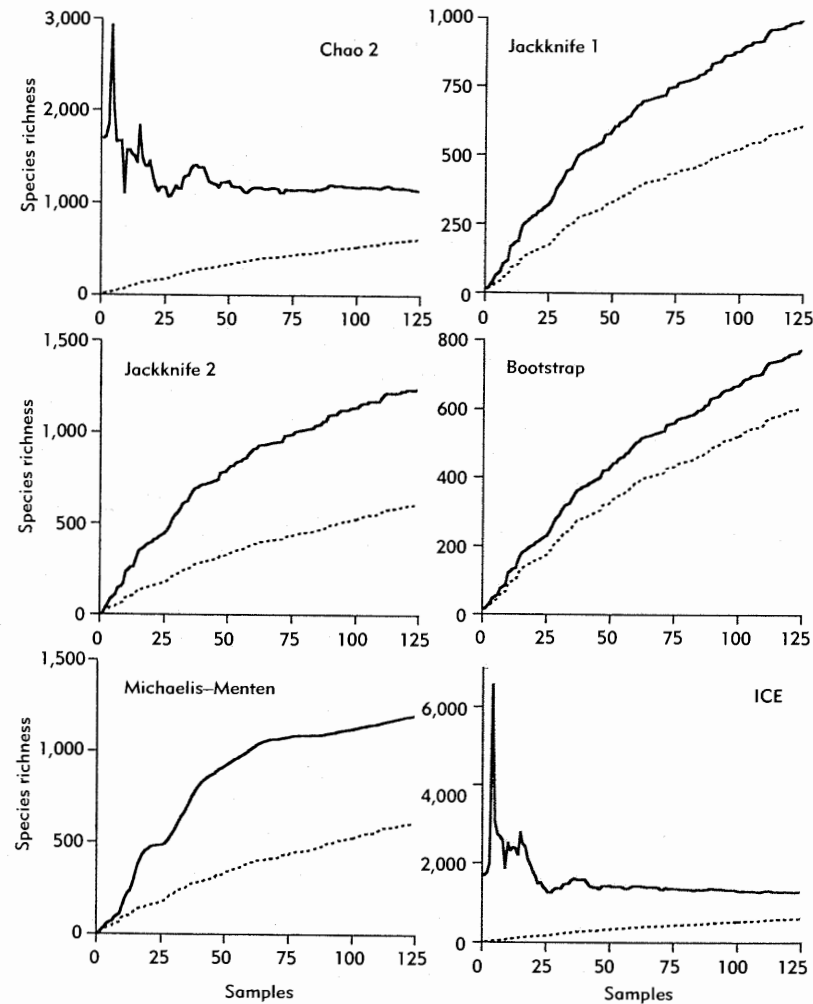 Chao 2
Species richness
3,000
2,000
1,000
0
0 25 50 75 100 125
Jackknife 1
1,000
750
500
250
0
0 25 50 75 100 125
Jackknife 2
Species richness
1,500
1,000
500
0
0 25 50 75 100 125
Bootstrap
800
600
400
200
0
0 25 50 75 100 125
Michaelis–Menten
Species richness
1,500
1,000
500
0
0 25 50 75 100 125
Samples
ICE
6,000
4,000
2,000
0
0 25 50 75 100 125
Samples